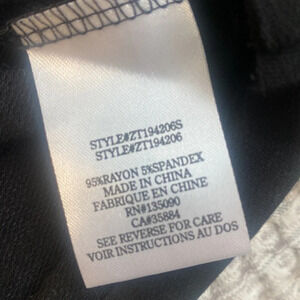 STYLE#ZT194206S
STYLE#ZT194206
95%RAYON 5%SPANDEX
MADE IN CHINA
FABRIQUE EN CHINE
RN#135090
CA#35884
SEE REVERSE FOR CARE
VOIR INSTRUCTIONS AU DOS